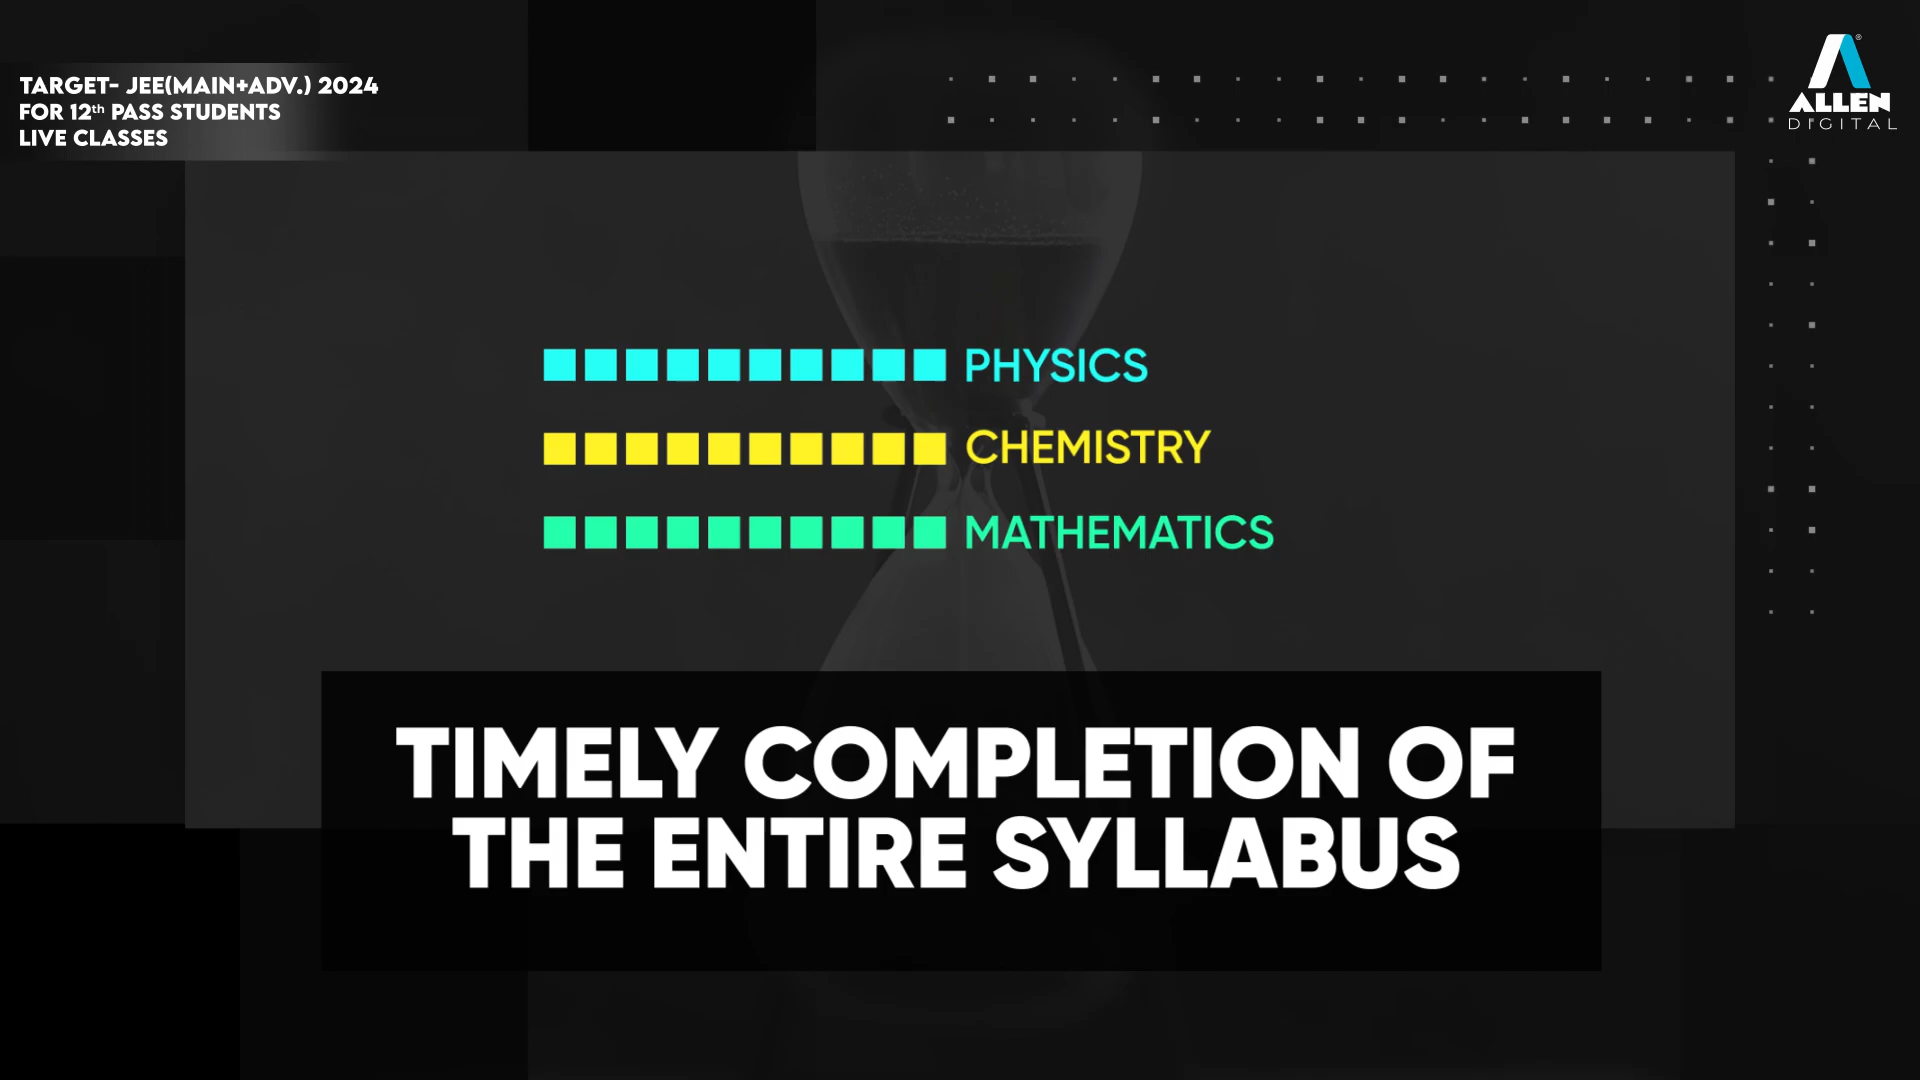 TARGET- JEE(MAIN+ADV.) 2024
FOR 12th PASS STUDENTS
LIVE CLASSES
ALLEN
DIGITAL
PHYSICS
CHEMISTRY
MATHEMATICS
TIMELY COMPLETION OF
THE ENTIRE SYLLABUS